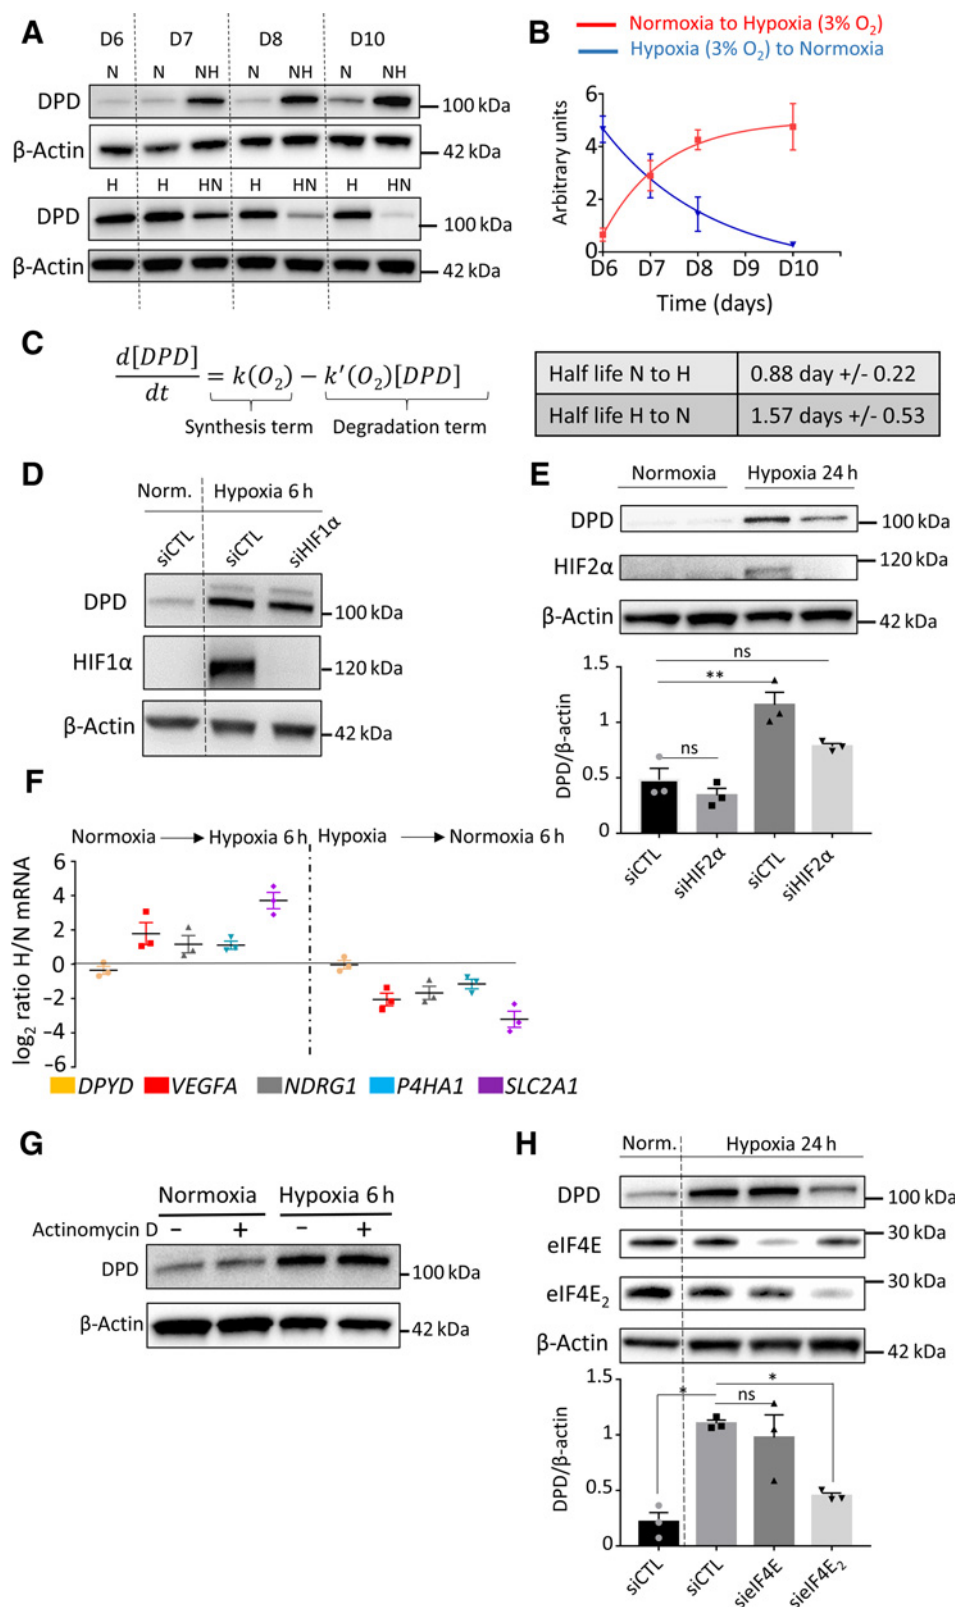 A
D6 D7 D8 D10
N N NH N NH N NH
DPD 100 kDa
β-Actin 42 kDa
H H HN H HN H HN
DPD 100 kDa
β-Actin 42 kDa
B
Normoxia to Hypoxia (3% O₂)
Hypoxia (3% O₂) to Normoxia
Arbitrary units
6
4
2
0
D6 D7 D8 D9 D10
Time (days)
C
d[DPD]/dt = k(O₂) − k′(O₂)[DPD]
Synthesis term Degradation term
Half life N to H 0.88 day +/- 0.22
Half life H to N 1.57 days +/- 0.53
D
Norm. Hypoxia 6 h
siCTL siCTL siHIF1α
DPD 100 kDa
HIF1α 120 kDa
β-Actin 42 kDa
E
Normoxia Hypoxia 24 h
DPD 100 kDa
HIF2α 120 kDa
β-Actin 42 kDa
ns
**
ns
DPD/β-actin
1.5
1
0.5
0
siCTL siHIF2α siCTL siHIF2α
F
Normoxia Hypoxia 6 h Hypoxia Normoxia 6 h
log₂ ratio H/N mRNA
6
4
2
0
−2
−4
−6
DPYD VEGFA NDRG1 P4HA1 SLC2A1
G
Normoxia Hypoxia 6 h
Actinomycin D − + − +
DPD 100 kDa
β-Actin 42 kDa
H
Norm. Hypoxia 24 h
DPD 100 kDa
eIF4E 30 kDa
eIF4E₂ 30 kDa
β-Actin 42 kDa
*
* ns
DPD/β-actin
1.5
1
0.5
0
siCTL siCTL sieIF4E sieIF4E₂